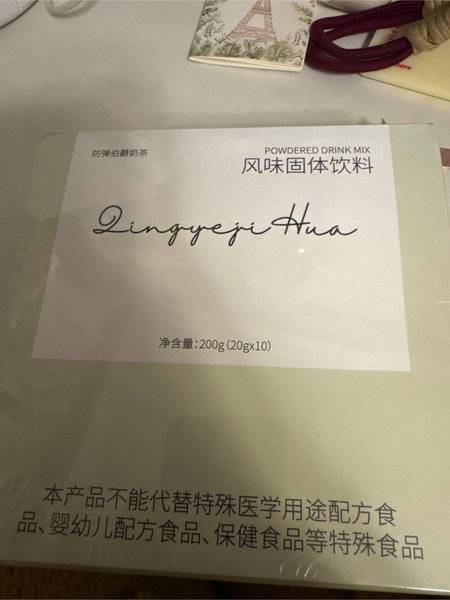 防弹伯爵奶茶
POWDERED DRINK MIX
风味固体饮料
Qingyeji Hua
净含量:200g(20gx10)
本产品不能代替特殊医学用途配方食
品、婴幼儿配方食品、保健食品等特殊食品
here